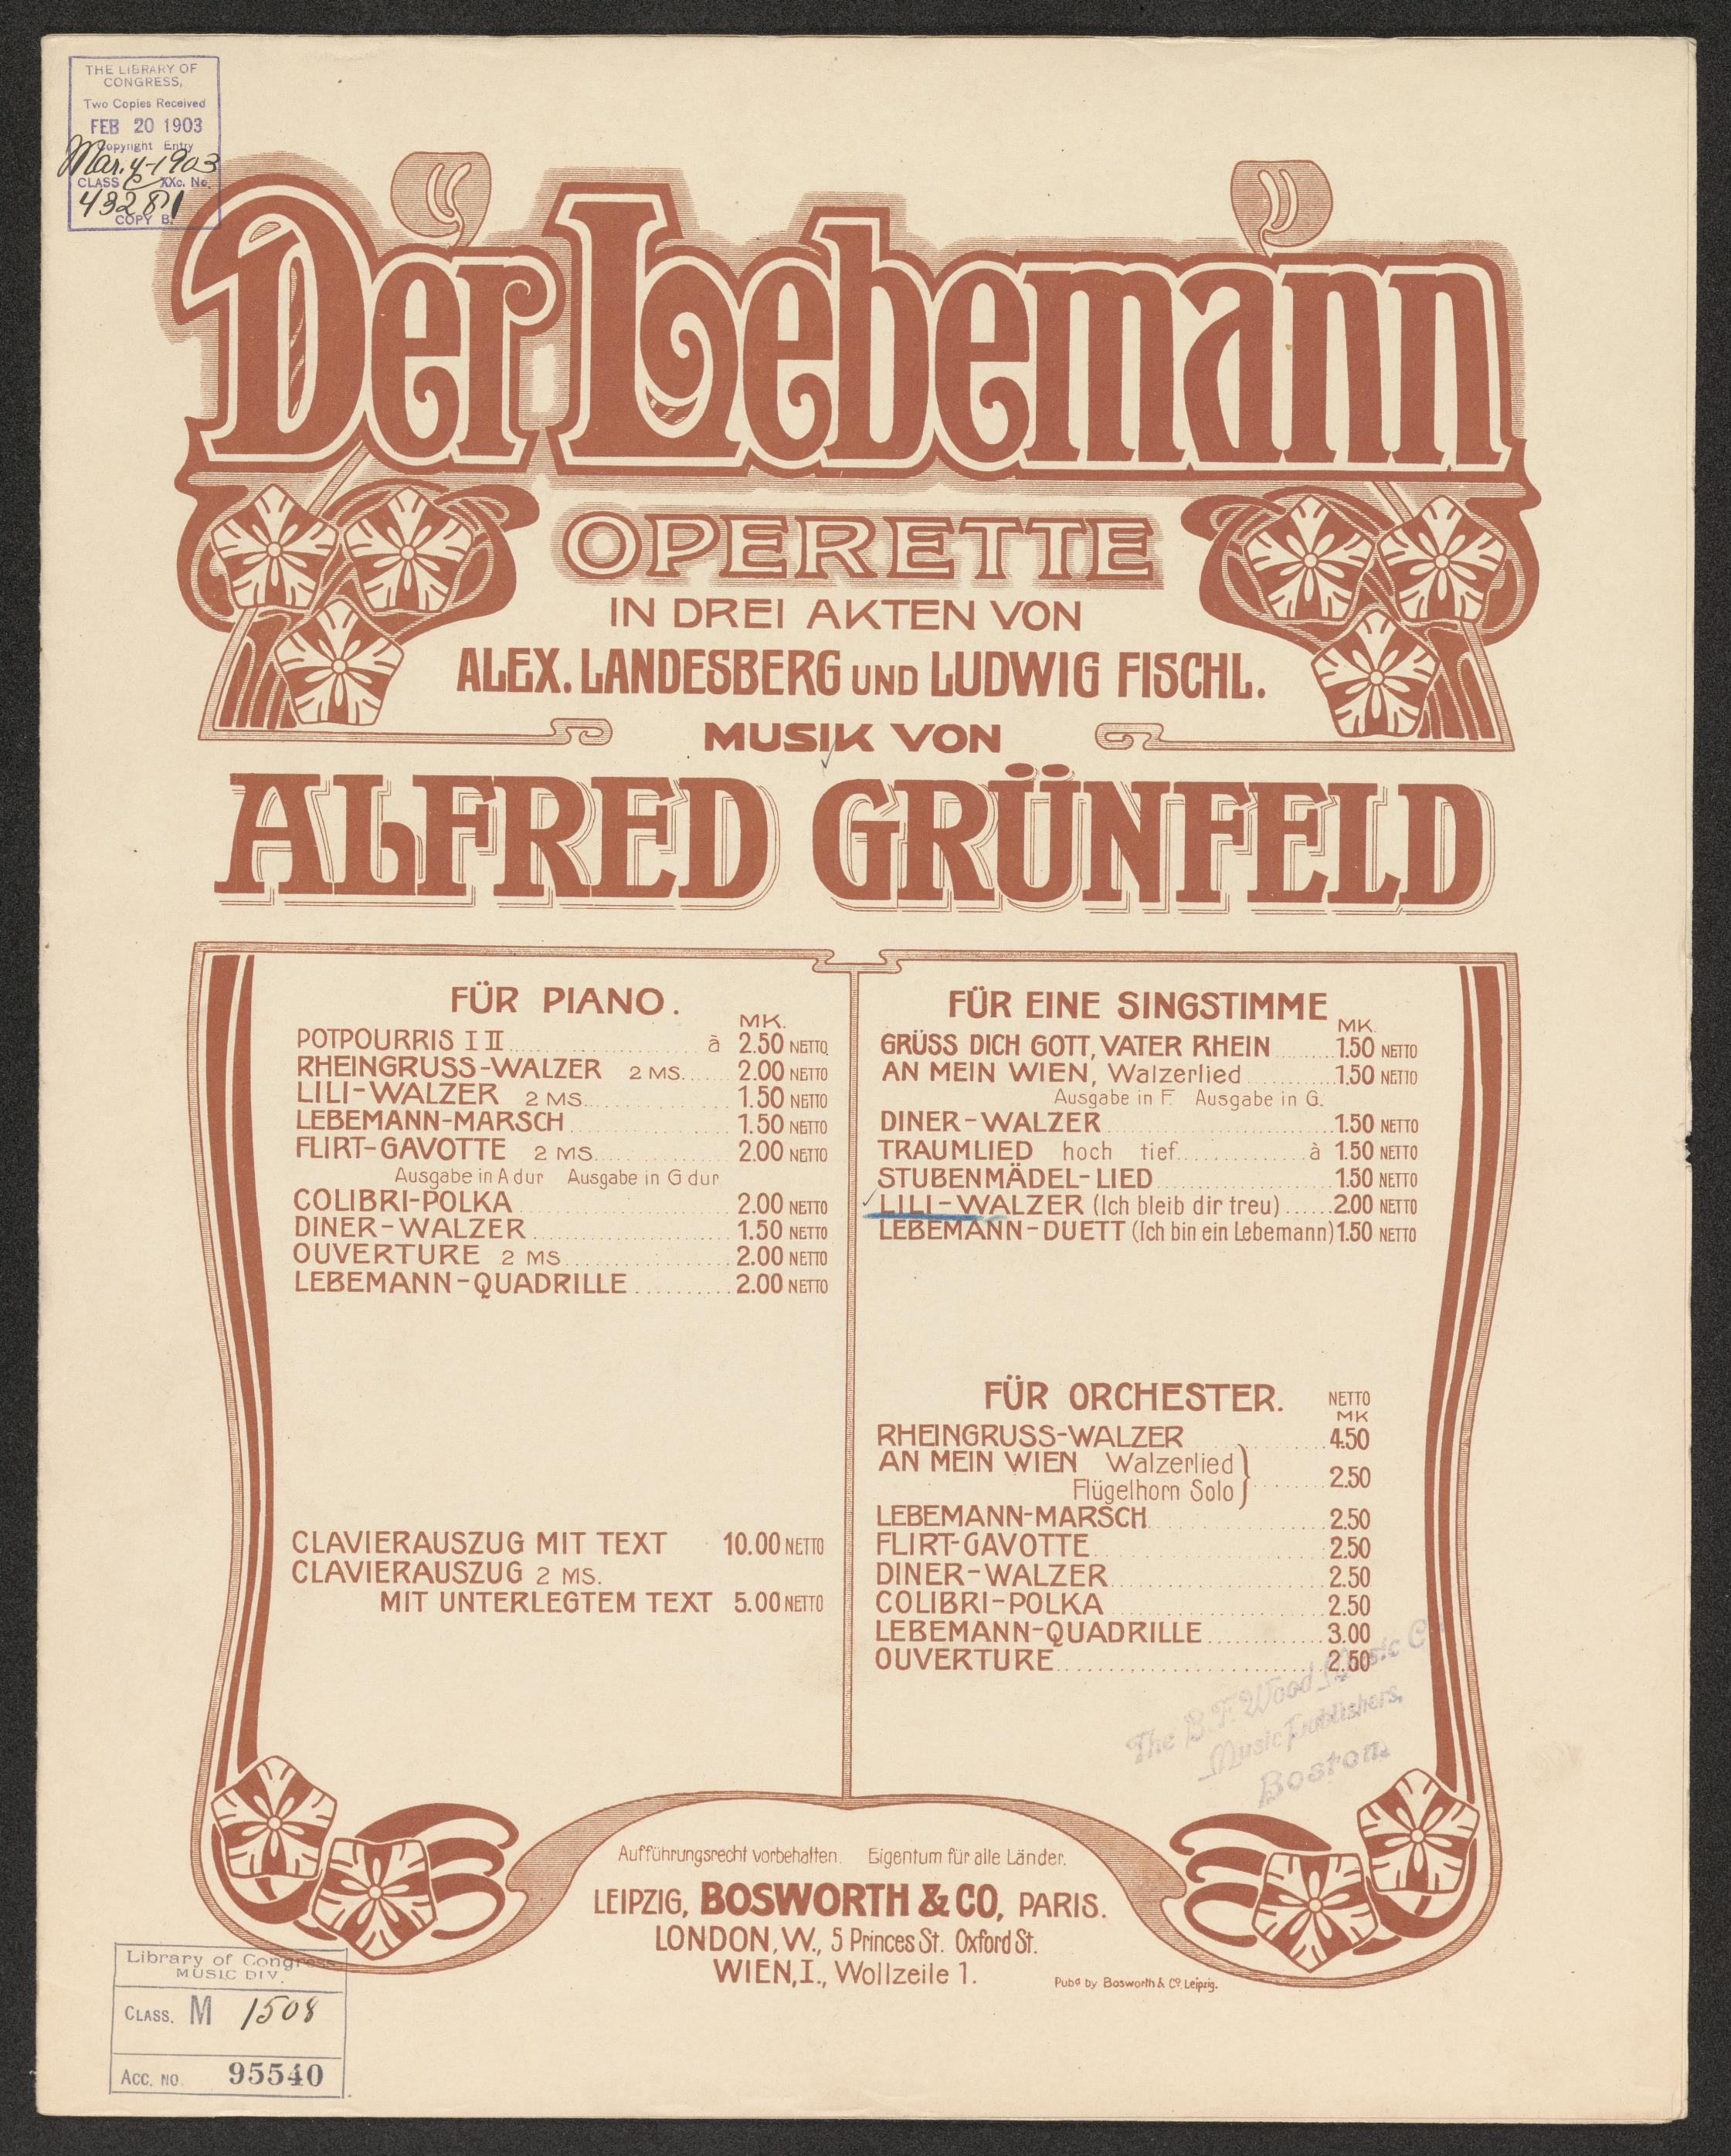 THE LIBRARY OF
CONGRESS,
Two Copies Received
FEB 20 1903
Copyright Entry
Mar. 4-1903
CLASS XXc. No.
43281
COPY B.
Der Lebemann
OPERETTE
IN DREI AKTEN VON
ALEX. LANDESBERG UND LUDWIG FISCHL.
MUSIK VON
ALFRED GRÜNFELD
FÜR PIANO.
MK.
POTPOURRIS I II à 2.50 NETTO
RHEINGRUSS-WALZER 2 MS. 2.00 NETTO
LILI-WALZER 2 MS. 1.50 NETTO
LEBEMANN-MARSCH 1.50 NETTO
FLIRT-GAVOTTE 2 MS. 2.00 NETTO
Ausgabe in A dur Ausgabe in G dur
COLIBRI-POLKA 2.00 NETTO
DINER-WALZER 1.50 NETTO
OUVERTURE 2 MS. 2.00 NETTO
LEBEMANN-QUADRILLE 2.00 NETTO
CLAVIERAUSZUG MIT TEXT 10.00 NETTO
CLAVIERAUSZUG 2 MS.
MIT UNTERLEGTEM TEXT 5.00 NETTO
FÜR EINE SINGSTIMME
MK.
GRÜSS DICH GOTT, VATER RHEIN 1.50 NETTO
AN MEIN WIEN, Walzerlied 1.50 NETTO
Ausgabe in F. Ausgabe in G.
DINER-WALZER 1.50 NETTO
TRAUMLIED hoch tief à 1.50 NETTO
STUBENMÄDEL-LIED 1.50 NETTO
LILI-WALZER (Ich bleib dir treu) 2.00 NETTO
LEBEMANN-DUETT (Ich bin ein Lebemann) 1.50 NETTO
FÜR ORCHESTER. NETTO
MK
RHEINGRUSS-WALZER 4.50
AN MEIN WIEN Walzerlied
Flügelhorn Solo 2.50
LEBEMANN-MARSCH 2.50
FLIRT-GAVOTTE 2.50
DINER-WALZER 2.50
COLIBRI-POLKA 2.50
LEBEMANN-QUADRILLE 3.00
OUVERTURE 2.50
The B.F. Wood Music Co
Music Publishers,
Boston.
Aufführungsrecht vorbehalten. Eigentum für alle Länder.
LEIPZIG, BOSWORTH & CO, PARIS.
LONDON, W., 5 Princes St. Oxford St.
WIEN, I., Wollzeile 1.
Pubd by Bosworth & Co. Leipzig.
Library of Congress
MUSIC DIV.
CLASS. M 1508
ACC. NO. 95540